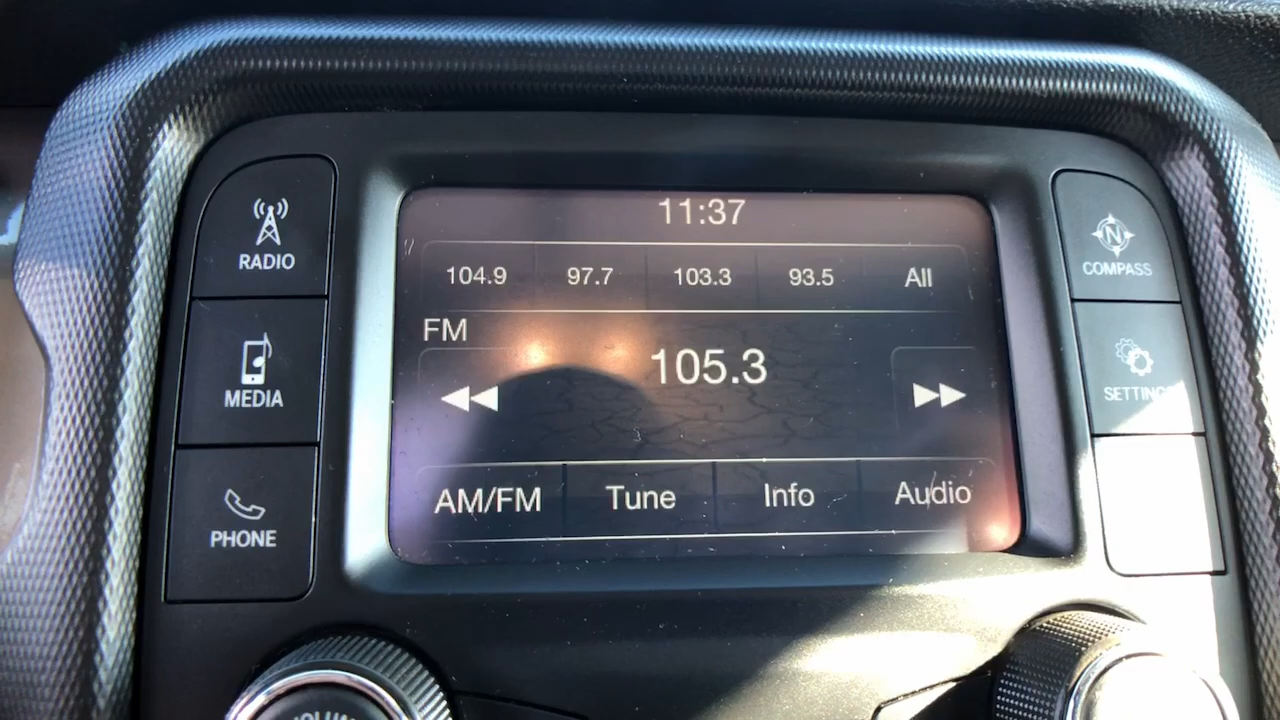 11:37
RADIO
COMPASS
104.9 97.7 103.3 93.5 All
FM
105.3
MEDIA
AM/FM Tune Info Audio
PHONE